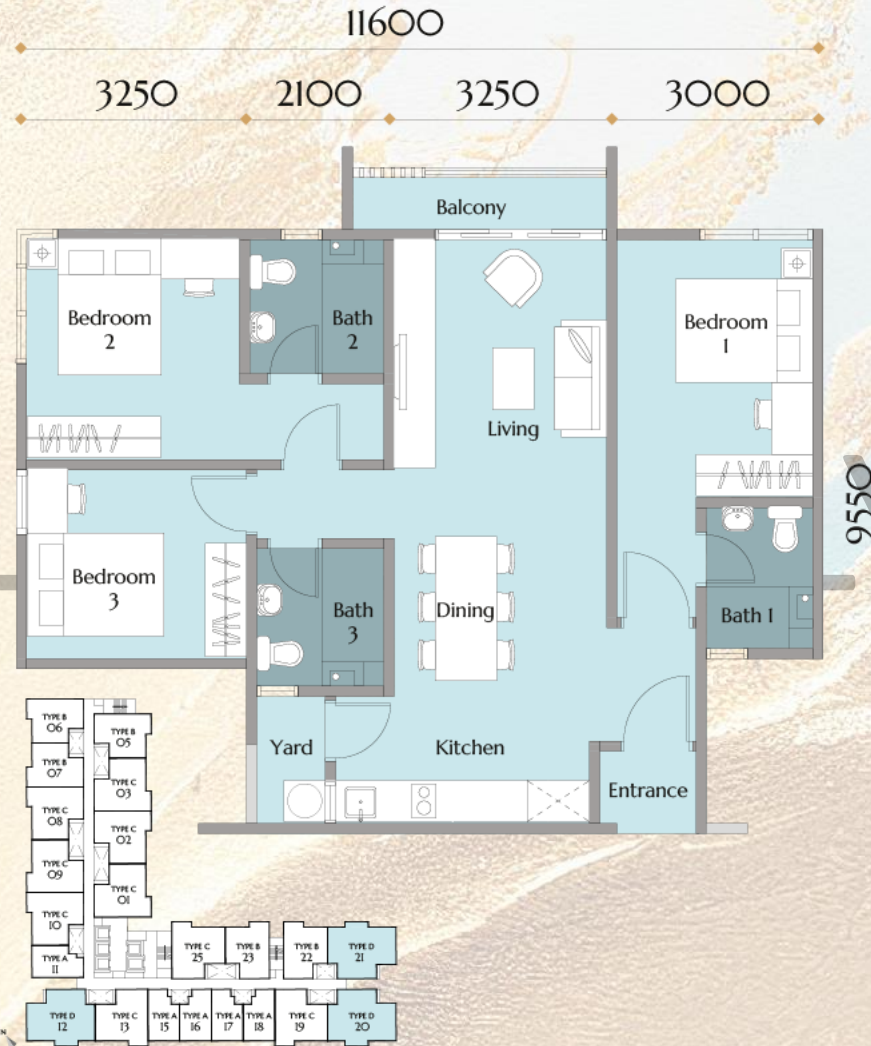 11600
3250 2100 3250 3000
Balcony
Bedroom
2
Bath
2
Bedroom
1
Living
9550
Bedroom
3
Bath
3
Dining
Bath 1
Yard
Kitchen
Entrance
TYPE B
06
TYPE B
05
TYPE B
07
TYPE C
03
TYPE C
08
TYPE C
02
TYPE C
09
TYPE C
01
TYPE C
10
TYPE A
11
TYPE C
25
TYPE B
23
TYPE B
22
TYPE D
21
TYPE D
12
TYPE C
13
TYPE A
15
TYPE A
16
TYPE A
17
TYPE A
18
TYPE C
19
TYPE D
20
N